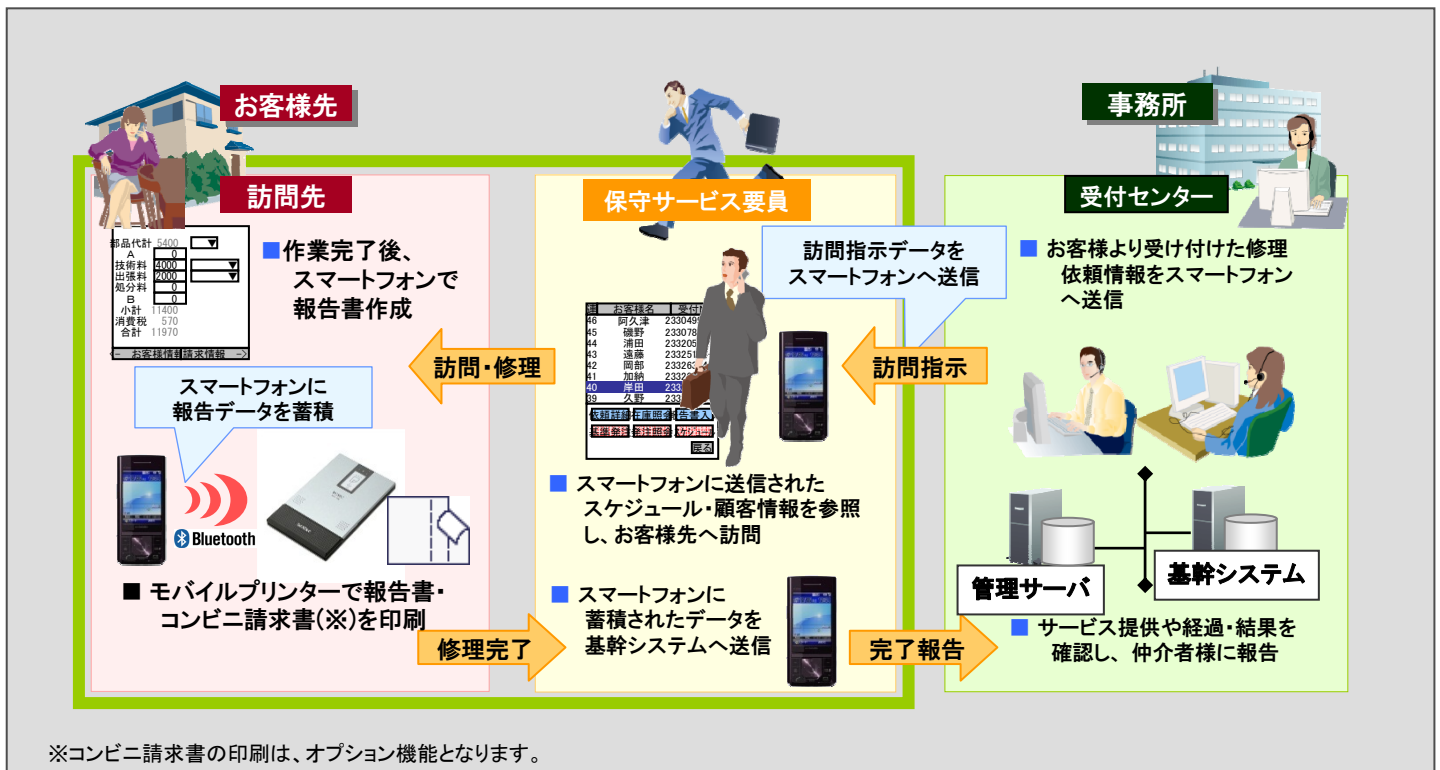 お客様先
事務所
訪問先
保守サービス要員
受付センター
部品代計 5400
A 0
技術料 4000
出張料 2000
処分料 0
B 0
小計 11400
消費税 570
合計 11970
<- お客様情報 請求情報 ->
■作業完了後、
スマートフォンで
報告書作成
スマートフォンに
報告データを蓄積
Bluetooth
■ モバイルプリンターで報告書・
コンビニ請求書(※)を印刷
訪問・修理
修理完了
お客様名
46 阿久津
45 磯野
44 浦田
43 遠藤
42 岡部
41 加納
40 岸田
39 久野
戻る
■ スマートフォンに送信された
スケジュール・顧客情報を参照
し、お客様先へ訪問
■ スマートフォンに
蓄積されたデータを
基幹システムへ送信
訪問指示データを
スマートフォンへ送信
訪問指示
完了報告
■ お客様より受け付けた修理
依頼情報をスマートフォン
へ送信
管理サーバ
基幹システム
■ サービス提供や経過・結果を
確認し、仲介者様に報告
※コンビニ請求書の印刷は、オプション機能となります。